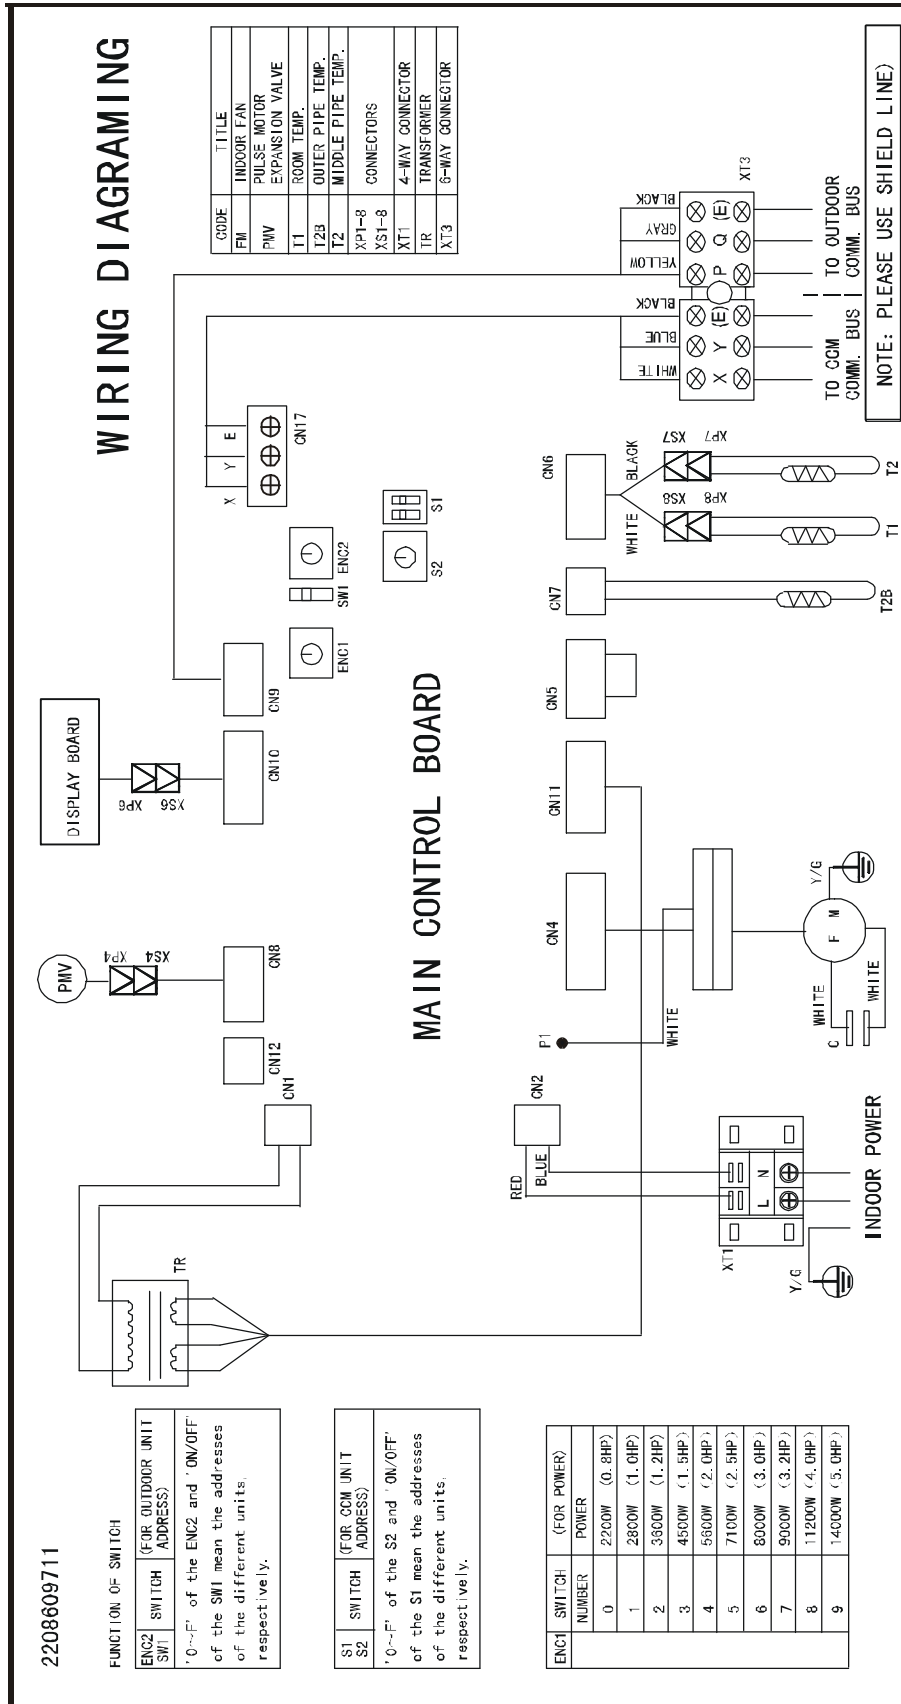 WIRING DIAGRAMING
CODE TITLE
FM INDOOR FAN
PMV PULSE MOTOR
EXPANSION VALVE
T1 ROOM TEMP.
T2B OUTER PIPE TEMP.
T2 MIDDLE PIPE TEMP.
XP1-8
XS1-8
CONNECTORS
XT1 4-WAY CONNECTOR
TR TRANSFORMER
XT3 6-WAY CONNECTOR
DISPLAY BOARD
XP6
XS6
PMV
XP4
XS4
CN1
CN12
CN8
CN10
CN9
ENC1
SW1
ENC2
X Y E
CN17
S2
S1
MAIN CONTROL BOARD
TR
CN2
RED
BLUE
P1
WHITE
CN4
CN11
CN5
CN7
CN6
WHITE
BLACK
XS8
XP8
XS7
XP7
T2B
T1
T2
WHITE
BLUE
BLACK
YELLOW
GRAY
BLACK
X Y (E) P Q (E)
XT3
TO CCM
COMM. BUS
TO OUTDOOR
COMM. BUS
NOTE: PLEASE USE SHIELD LINE)
XT1
L N
Y/G
INDOOR POWER
F M
Y/G
WHITE
C
WHITE
2208609711
FUNCTION OF SWITCH
ENC2
SW1
SWITCH
(FOR OUTDOOR UNIT
ADDRESS)
'0~F' of the ENC2 and 'ON/OFF'
of the SW1 mean the addresses
of the different units,
respectively.
S1
S2
SWITCH
(FOR CCM UNIT
ADDRESS)
'0~F' of the S2 and 'ON/OFF'
of the S1 mean the addresses
of the different units,
respectively.
ENC1 SWITCH (FOR POWER)
NUMBER POWER
0 2200W (0.8HP)
1 2800W (1.0HP)
2 3600W (1.2HP)
3 4500W (1.5HP)
4 5600W (2.0HP)
5 7100W (2.5HP)
6 8000W (3.0HP)
7 9000W (3.2HP)
8 11200W (4.0HP)
9 14000W (5.0HP)